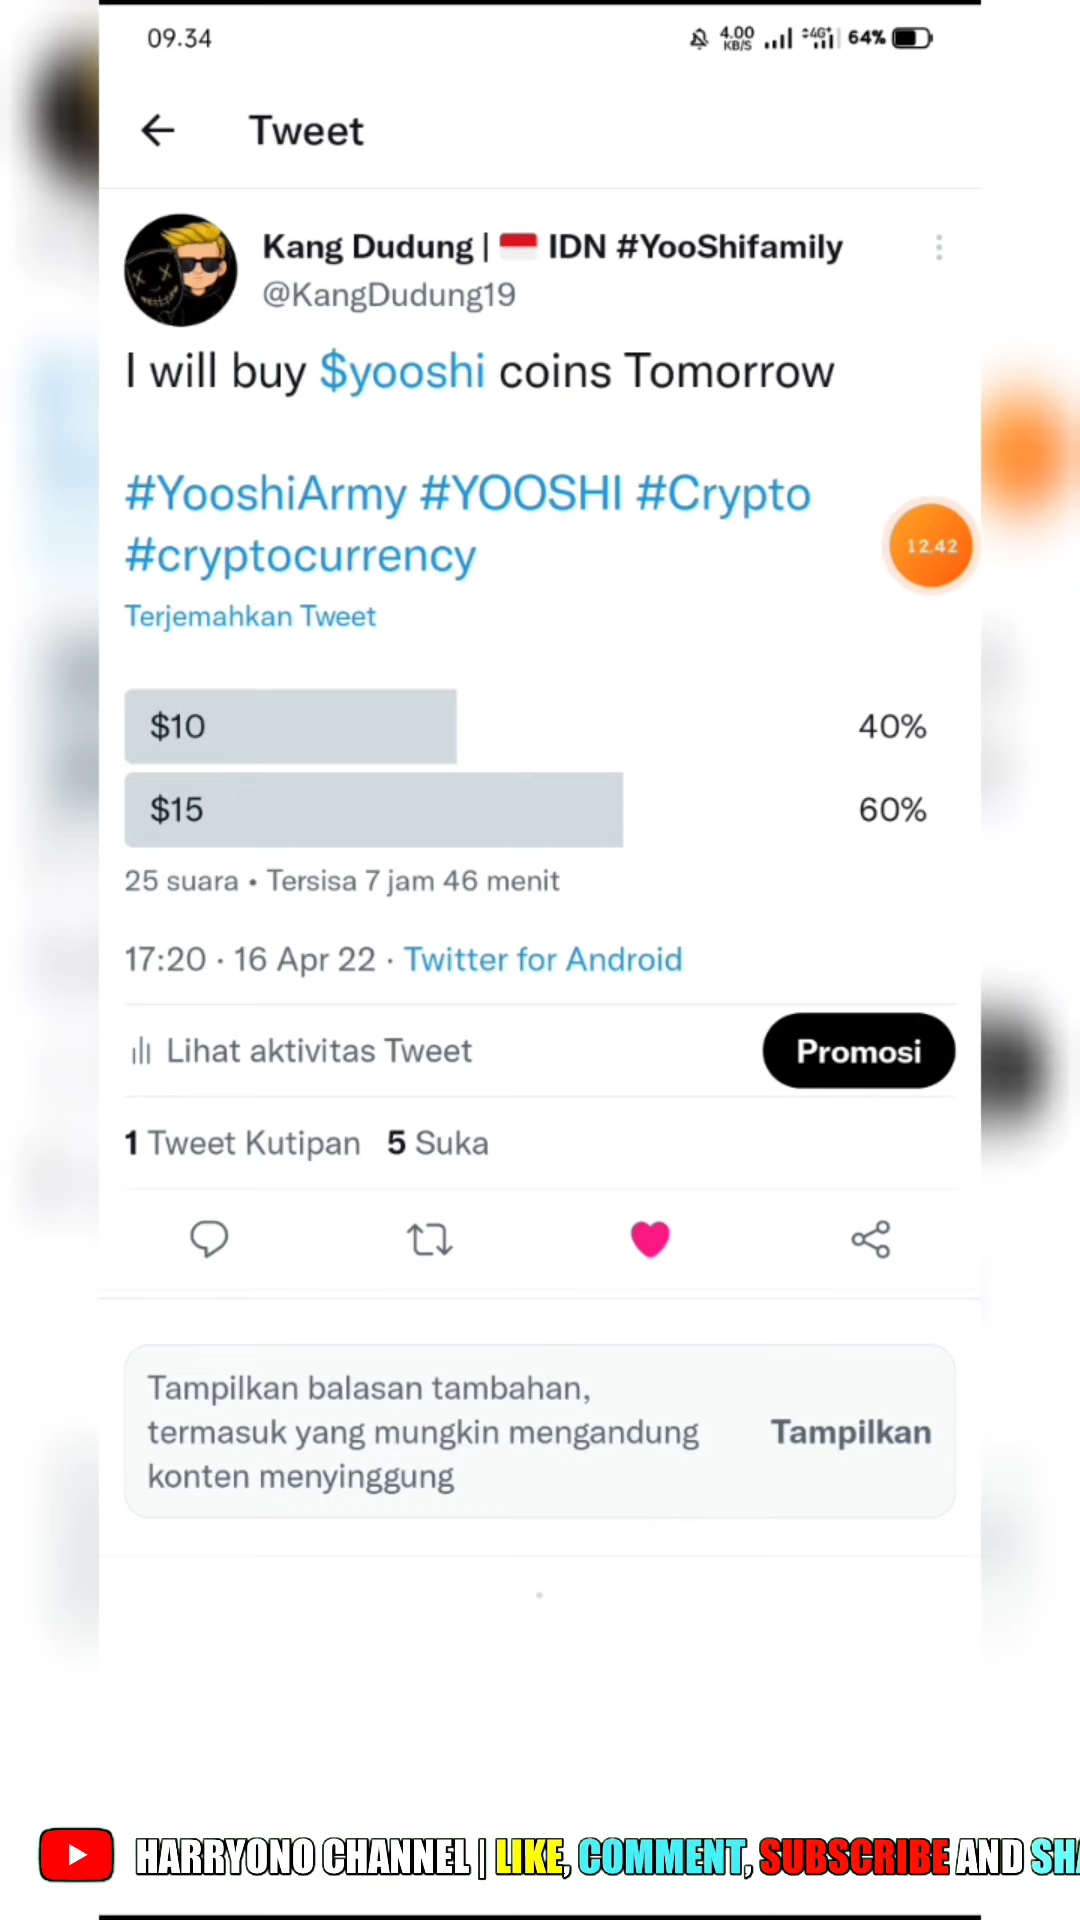 09.34
4.00 KB/S 4G+ 64%
Tweet
Kang Dudung | 🇮🇩 IDN #YooShifamily
@KangDudung19
I will buy $yooshi coins Tomorrow
#YooshiArmy #YOOSHI #Crypto
#cryptocurrency
12.42
Terjemahkan Tweet
$10 40%
$15 60%
25 suara • Tersisa 7 jam 46 menit
17:20 · 16 Apr 22 · Twitter for Android
Lihat aktivitas Tweet
Promosi
1 Tweet Kutipan 5 Suka
Tampilkan balasan tambahan,
termasuk yang mungkin mengandung
konten menyinggung
Tampilkan
HARRYONO CHANNEL | LIKE, COMMENT, SUBSCRIBE AND